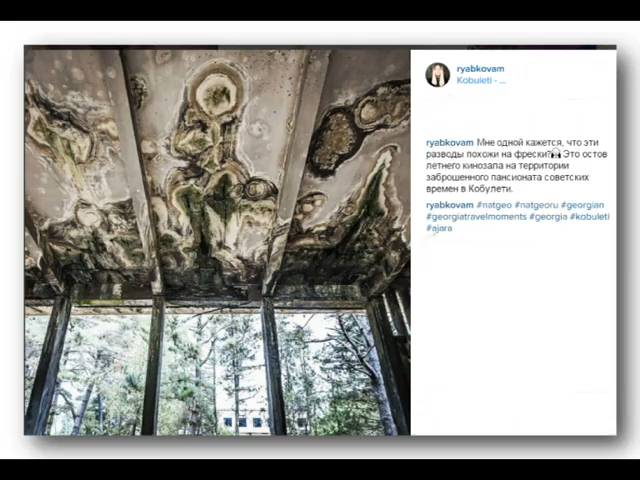 ryabkovam
Kobuleti - ...
ryabkovam Мне одной кажется, что эти
разводы похожи на фрески? Это остов
летнего кинозала на территории
заброшенного пансионата советских
времен в Кобулети.
ryabkovam #natgeo #natgeoru #georgian
#georgiatravelmoments #georgia #kobuleti
#ajara